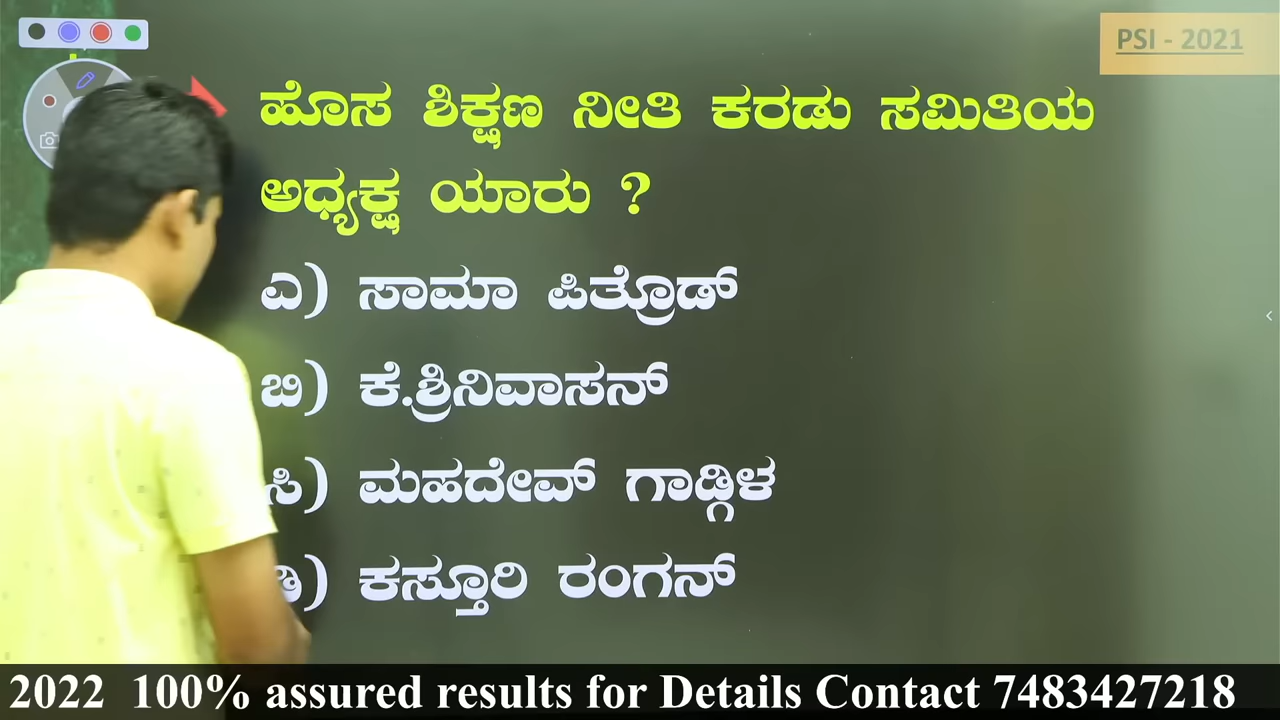 PSI - 2021
ಹೊಸ ಶಿಕ್ಷಣ ನೀತಿ ಕರಡು ಸಮಿತಿಯ
ಅಧ್ಯಕ್ಷ ಯಾರು ?
ಎ) ಸಾಮಾ ಪಿತ್ರೊಡ್
ಬಿ) ಕೆ.ಶ್ರಿನಿವಾಸನ್
ಸಿ) ಮಹದೇವ್ ಗಾಡ್ಗಿಳ
ಡಿ) ಕಸ್ತೂರಿ ರಂಗನ್
2022 100% assured results for Details Contact 7483427218